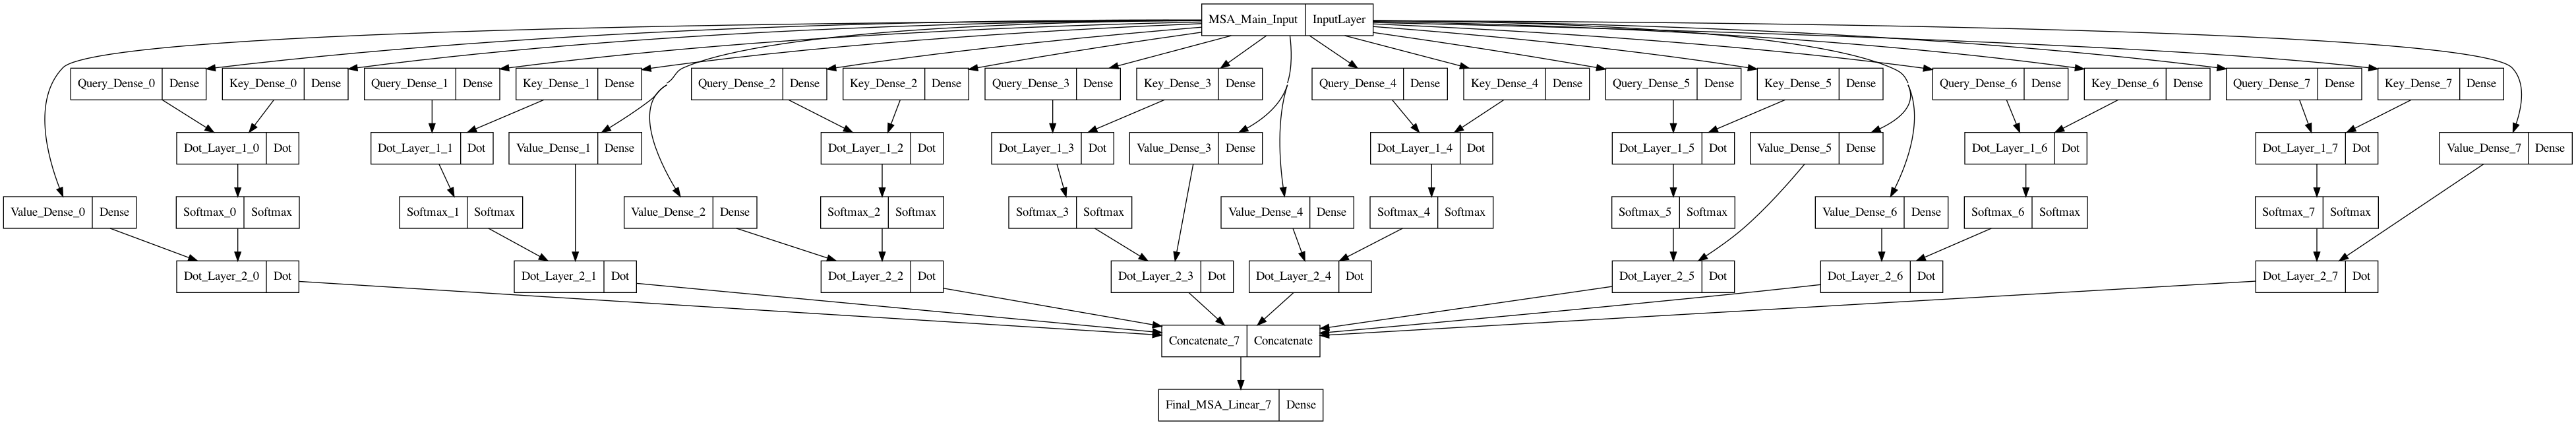 MSA_Main_Input InputLayer
Query_Dense_0 Dense
Key_Dense_0 Dense
Query_Dense_1 Dense
Key_Dense_1 Dense
Query_Dense_2 Dense
Key_Dense_2 Dense
Query_Dense_3 Dense
Key_Dense_3 Dense
Query_Dense_4 Dense
Key_Dense_4 Dense
Query_Dense_5 Dense
Key_Dense_5 Dense
Query_Dense_6 Dense
Key_Dense_6 Dense
Query_Dense_7 Dense
Key_Dense_7 Dense
Dot_Layer_1_0 Dot
Dot_Layer_1_1 Dot
Value_Dense_1 Dense
Dot_Layer_1_2 Dot
Dot_Layer_1_3 Dot
Value_Dense_3 Dense
Dot_Layer_1_4 Dot
Dot_Layer_1_5 Dot
Value_Dense_5 Dense
Dot_Layer_1_6 Dot
Dot_Layer_1_7 Dot
Value_Dense_7 Dense
Value_Dense_0 Dense
Softmax_0 Softmax
Softmax_1 Softmax
Value_Dense_2 Dense
Softmax_2 Softmax
Softmax_3 Softmax
Value_Dense_4 Dense
Softmax_4 Softmax
Softmax_5 Softmax
Value_Dense_6 Dense
Softmax_6 Softmax
Softmax_7 Softmax
Dot_Layer_2_0 Dot
Dot_Layer_2_1 Dot
Dot_Layer_2_2 Dot
Dot_Layer_2_3 Dot
Dot_Layer_2_4 Dot
Dot_Layer_2_5 Dot
Dot_Layer_2_6 Dot
Dot_Layer_2_7 Dot
Concatenate_7 Concatenate
Final_MSA_Linear_7 Dense